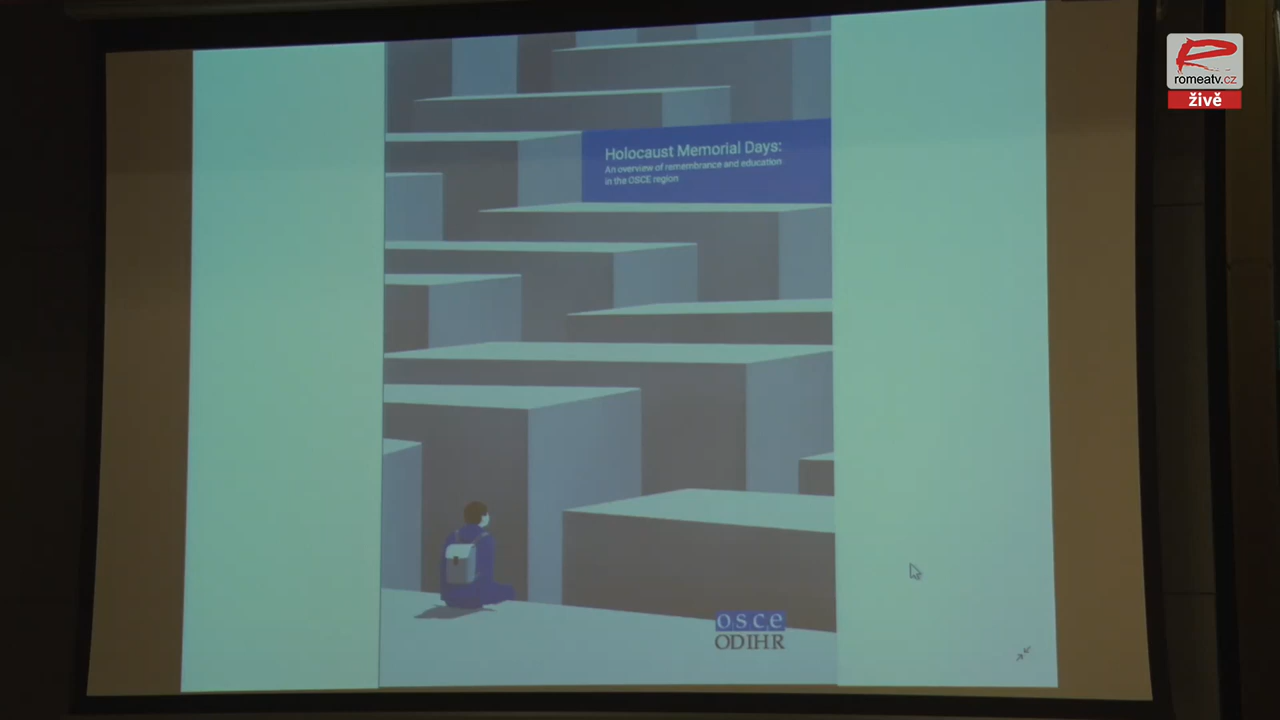 romeatv.cz
živě
Holocaust Memorial Days:
An overview of remembrance and education
in the OSCE region
osce
ODIHR